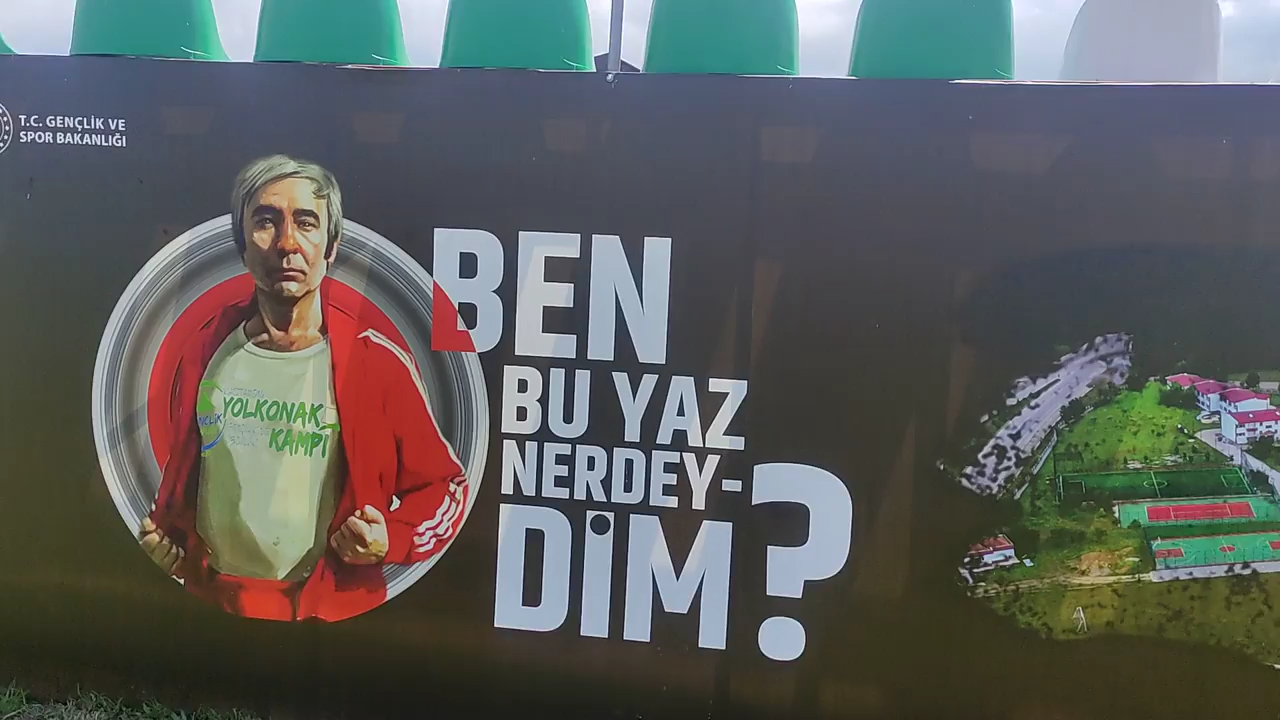 T.C. GENÇLİK VE
SPOR BAKANLIĞI
BEN
BU YAZ
NERDEY-
DİM?
YOLKONAK
KAMPI